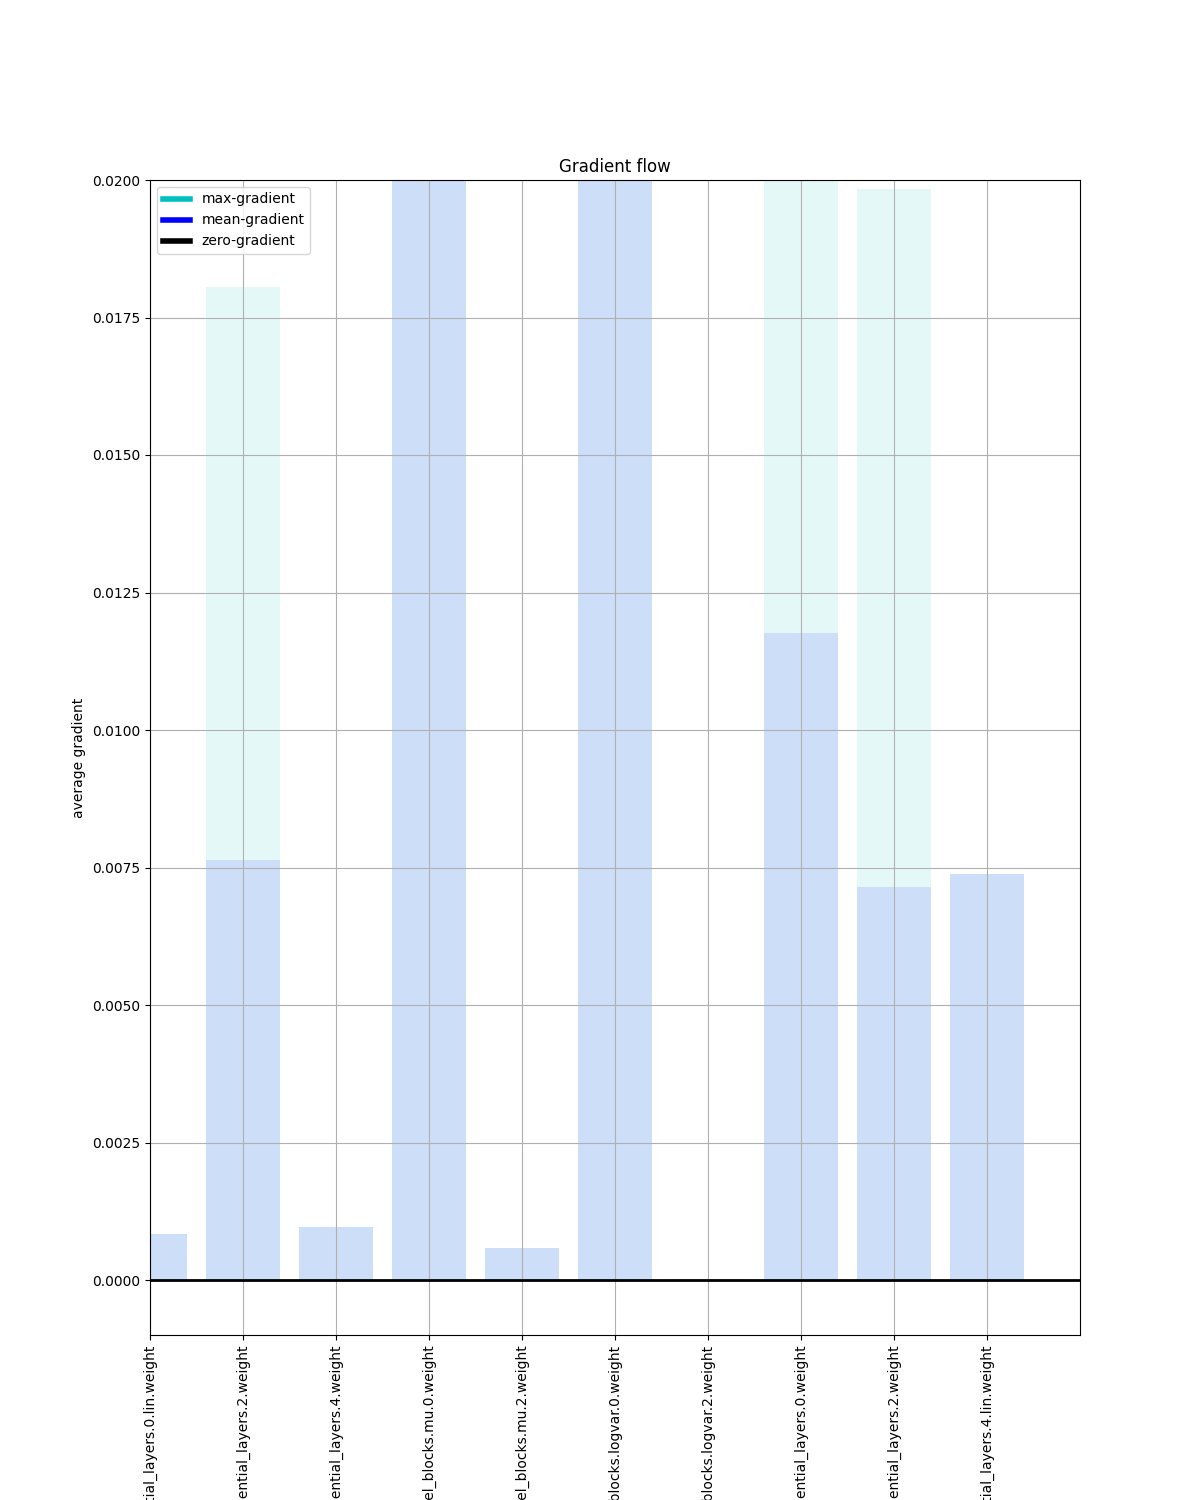 Gradient flow
max-gradient
mean-gradient
zero-gradient
0.0200
0.0175
0.0150
0.0125
0.0100
0.0075
0.0050
0.0025
0.0000
average gradient
tial_layers.0.lin.weight
ential_layers.2.weight
ential_layers.4.weight
el_blocks.mu.0.weight
el_blocks.mu.2.weight
blocks.logvar.0.weight
blocks.logvar.2.weight
ential_layers.0.weight
ential_layers.2.weight
tial_layers.4.lin.weight